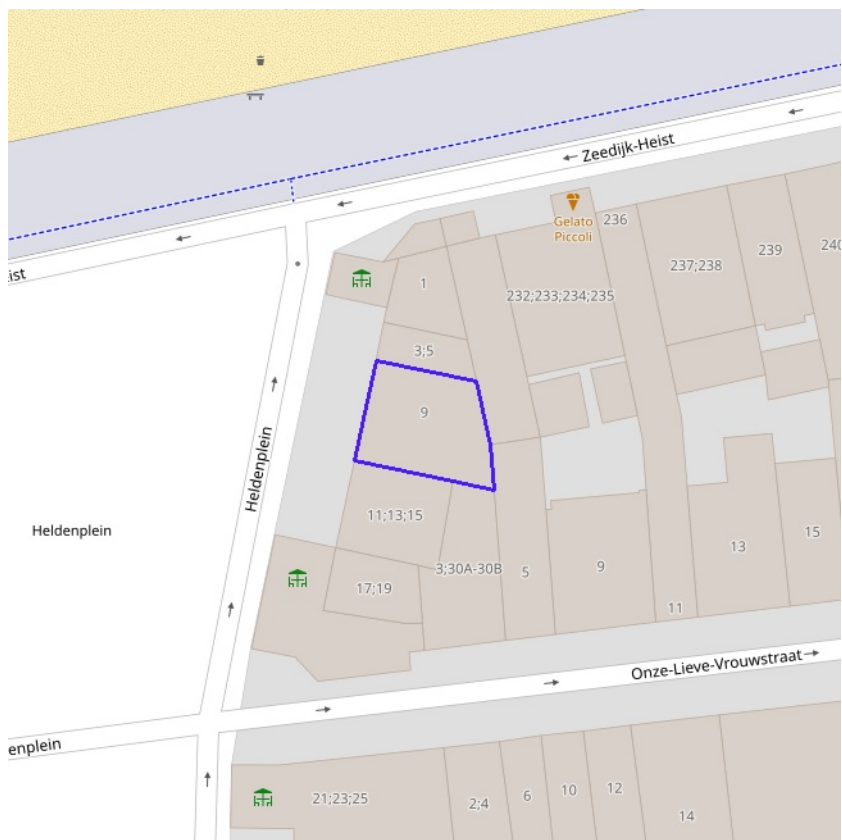 Zeedijk-Heist
Gelato
Piccoli
236
237;238
239
240
ist
1
232;233;234;235
3;5
9
Heldenplein
Heldenplein
11;13;15
17;19
3;30A-30B
5
9
11
13
15
Onze-Lieve-Vrouwstraat
enplein
21;23;25
2;4
6
10
12
14